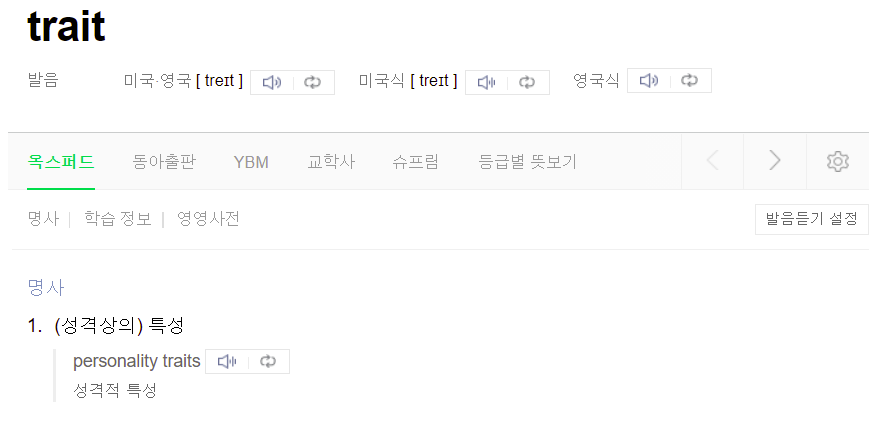 trait
발음 미국·영국 [ treɪt ] 미국식 [ treɪt ] 영국식
옥스퍼드 동아출판 YBM 교학사 슈프림 등급별 뜻보기
명사 | 학습 정보 | 영영사전 발음듣기 설정
명사
1. (성격상의) 특성
personality traits
성격적 특성